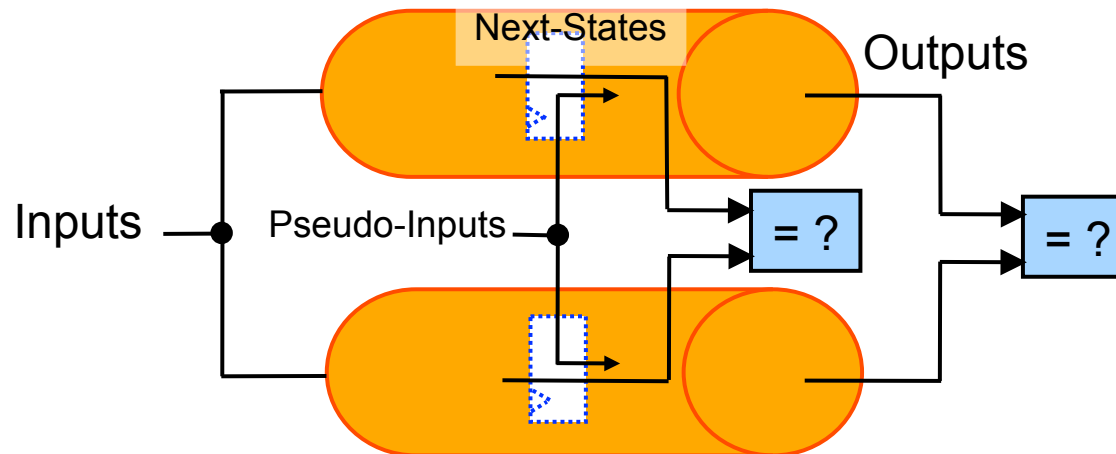 Next-States
Outputs
Inputs
Pseudo-Inputs
= ?
= ?